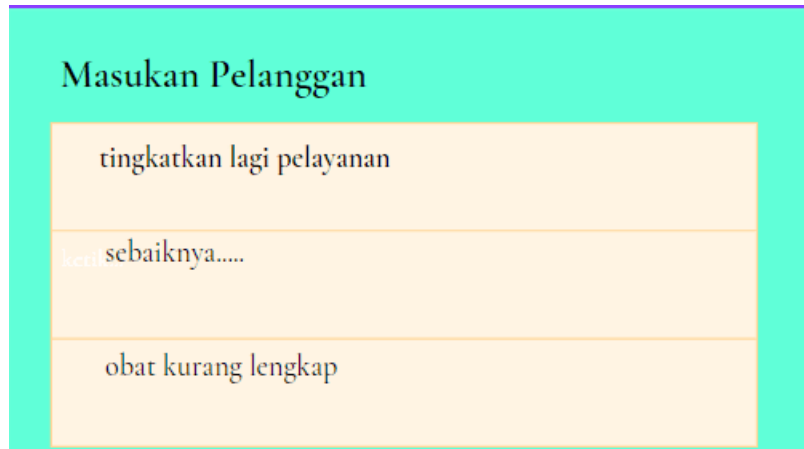 Masukan Pelanggan
tingkatkan lagi pelayanan
sebaiknya.....
obat kurang lengkap